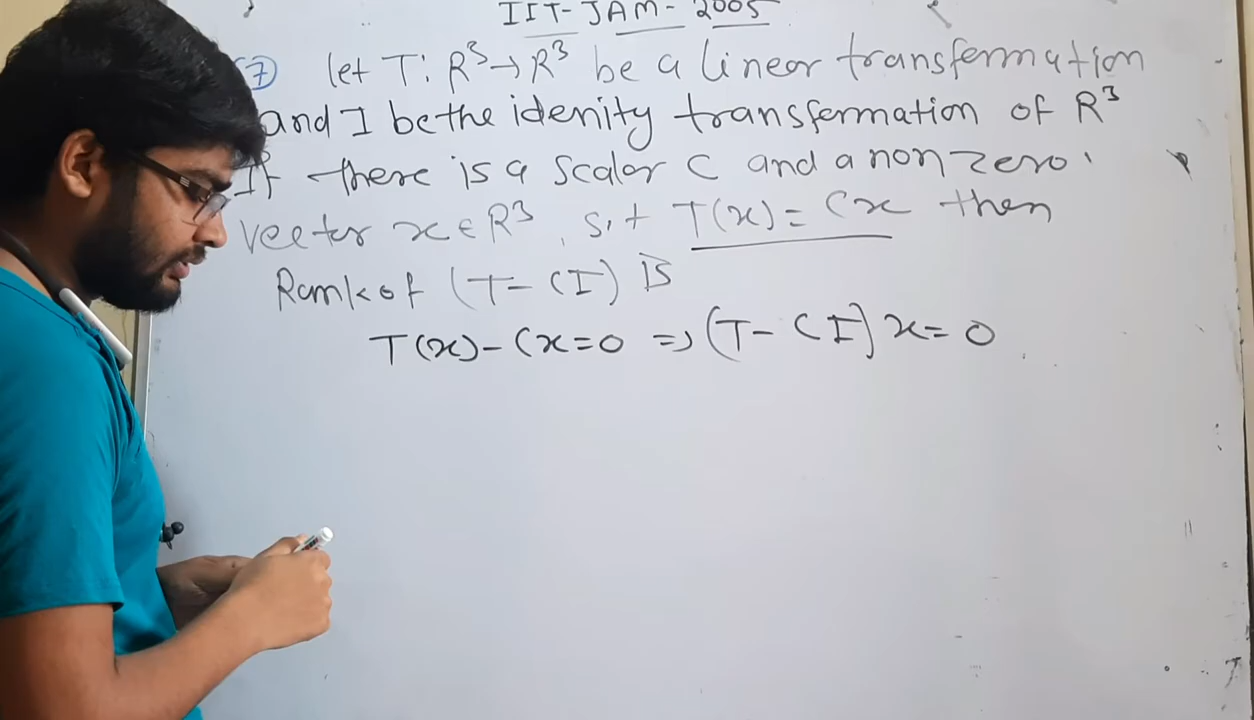 IIT-JAM-2005
7) let T: R³→R³ be a linear transformation
and I be the idenity transformation of R³
If there is a scalar C and a non zero
vector x ∈ R³, s.t T(x) = Cx then
Rank of (T - CI) is
T(x) - Cx = 0 => (T - CI) x = 0